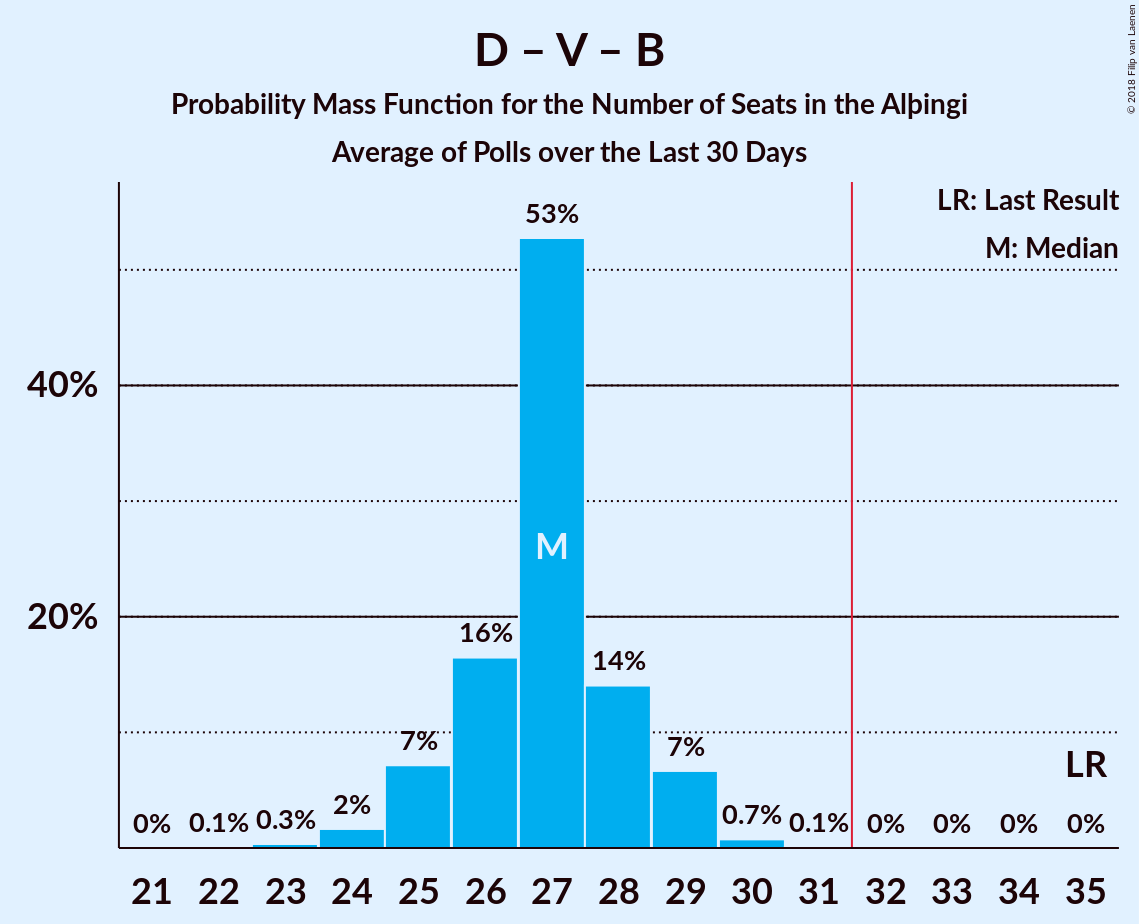 D – V – B
Probability Mass Function for the Number of Seats in the Alþingi
Average of Polls over the Last 30 Days
© 2018 Filip van Laenen
LR: Last Result
M: Median
53%
40%
M
20%
16%
14%
7%
7%
LR
0%
0.1%
0.3%
2%
0.7%
0.1%
0%
0%
0%
0%
21 22 23 24 25 26 27 28 29 30 31 32 33 34 35